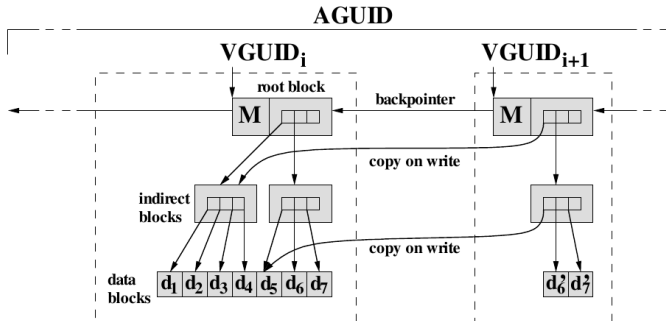 AGUID
VGUIDi VGUIDi+1
root block
M backpointer M
copy on write
indirect
blocks
copy on write
data
blocks
d1 d2 d3 d4 d5 d6 d7 d'6 d'7